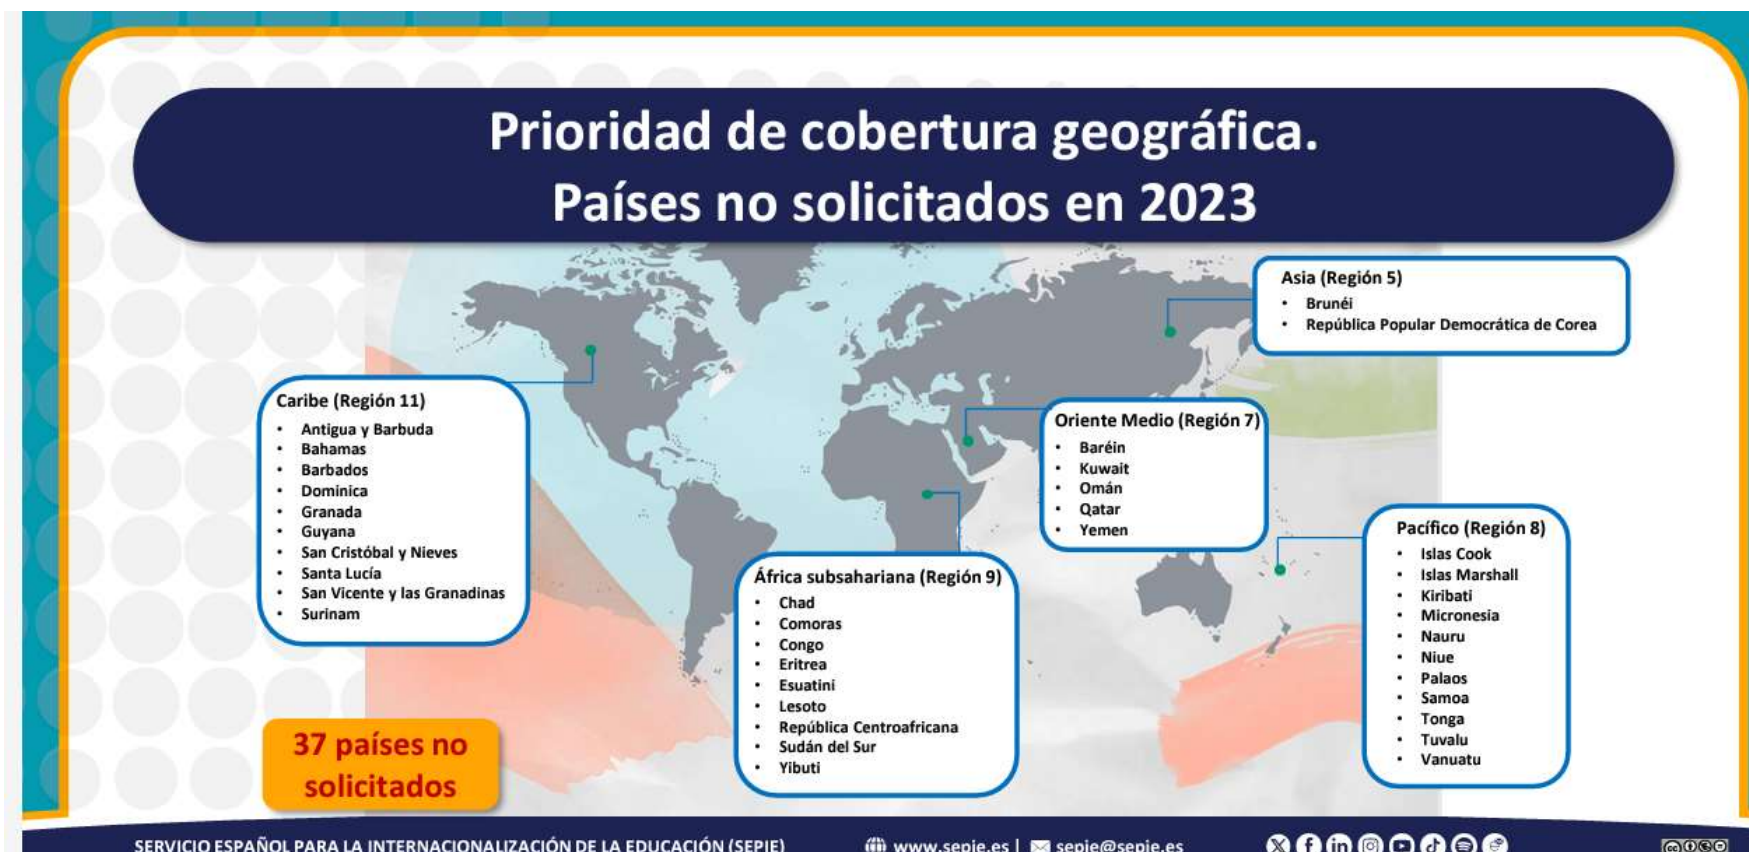 Prioridad de cobertura geográfica.
Países no solicitados en 2023
Asia (Región 5)
• Brunéi
• República Popular Democrática de Corea
Caribe (Región 11)
• Antigua y Barbuda
• Bahamas
• Barbados
• Dominica
• Granada
• Guyana
• San Cristóbal y Nieves
• Santa Lucía
• San Vicente y las Granadinas
• Surinam
Oriente Medio (Región 7)
• Baréin
• Kuwait
• Omán
• Qatar
• Yemen
Pacífico (Región 8)
• Islas Cook
• Islas Marshall
• Kiribati
• Micronesia
• Nauru
• Niue
• Palaos
• Samoa
• Tonga
• Tuvalu
• Vanuatu
África subsahariana (Región 9)
• Chad
• Comoras
• Congo
• Eritrea
• Esuatini
• Lesoto
• República Centroafricana
• Sudán del Sur
• Yibuti
37 países no
solicitados
SERVICIO ESPAÑOL PARA LA INTERNACIONALIZACIÓN DE LA EDUCACIÓN (SEPIE)
www.sepie.es | sepie@sepie.es